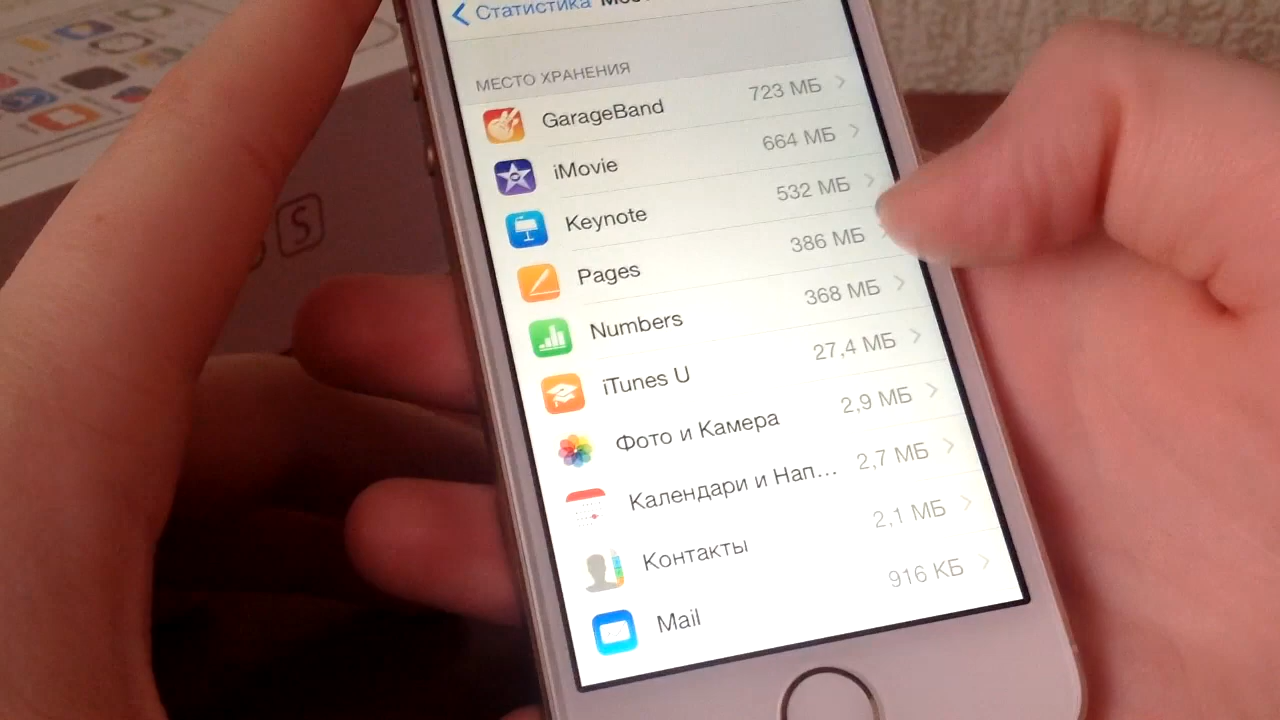 Статистика
МЕСТО ХРАНЕНИЯ
GarageBand 723 МБ
iMovie 664 МБ
Keynote 532 МБ
Pages 386 МБ
Numbers 368 МБ
iTunes U 27,4 МБ
Фото и Камера 2,9 МБ
Календари и Нап... 2,7 МБ
Контакты 2,1 МБ
Mail 916 КБ
S